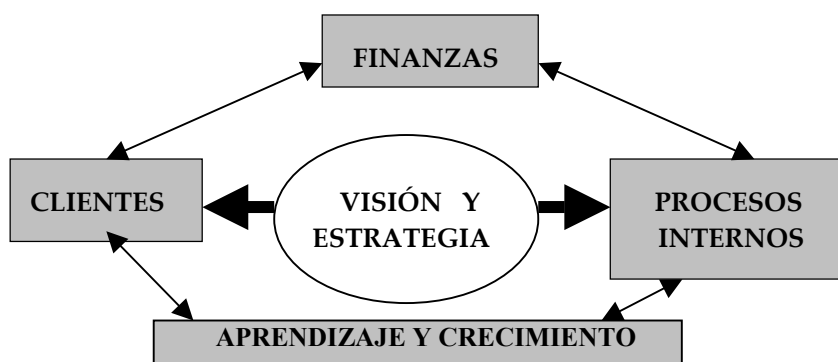 FINANZAS
CLIENTES
VISIÓN Y
ESTRATEGIA
PROCESOS
INTERNOS
APRENDIZAJE Y CRECIMIENTO